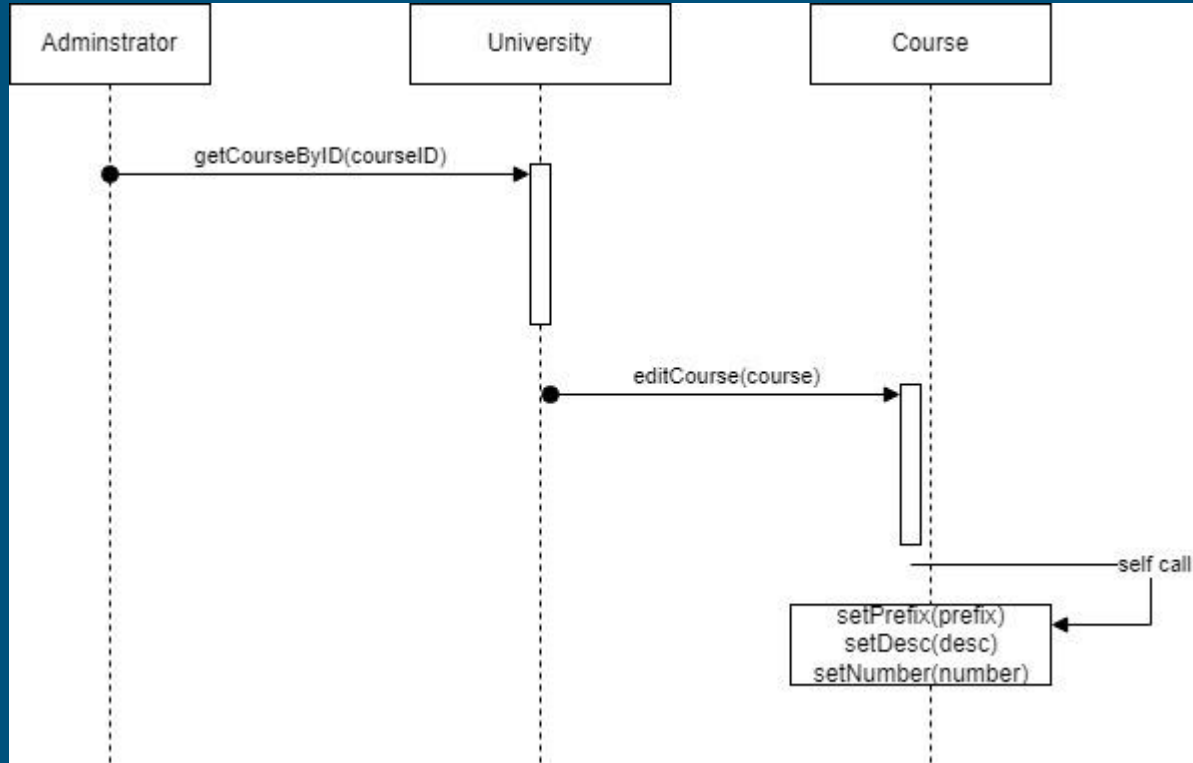 Adminstrator
University
Course
getCourseByID(courseID)
editCourse(course)
self call
setPrefix(prefix)
setDesc(desc)
setNumber(number)